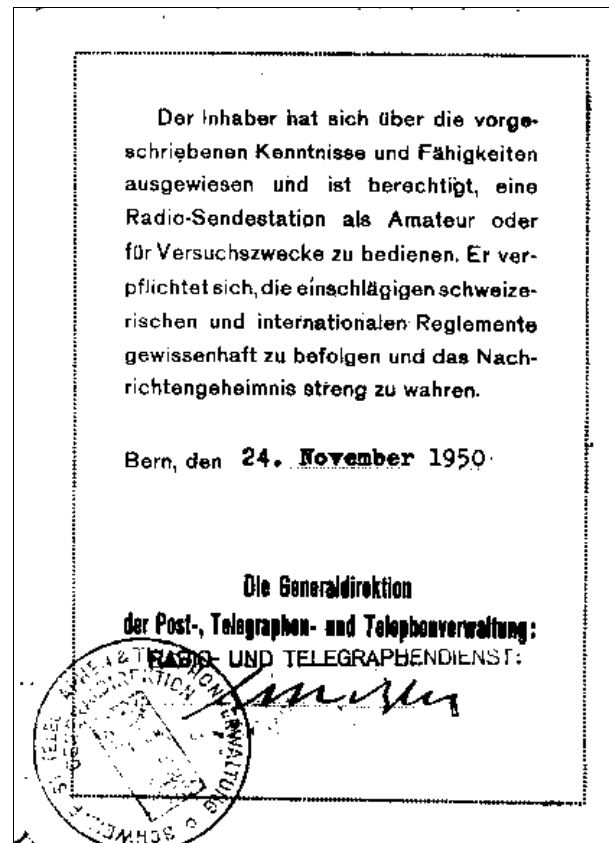 Der Inhaber hat sich über die vorge-
schriebenen Kenntnisse und Fähigkeiten
ausgewiesen und ist berechtigt, eine
Radio-Sendestation als Amateur oder
für Versuchszwecke zu bedienen. Er ver-
pflichtet sich, die einschlägigen schweize-
rischen und internationalen Reglemente
gewissenhaft zu befolgen und das Nach-
richtengeheimnis streng zu wahren.
Bern, den 24. November 1950
Die Generaldirektion
der Post-, Telegraphen- und Telephonverwaltung:
RADIO- UND TELEGRAPHENDIENST: